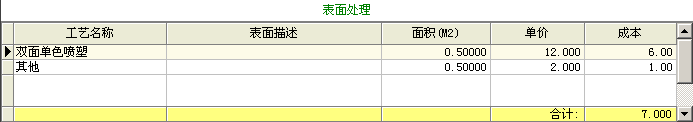 表面处理
工艺名称 表面描述 面积(M2) 单价 成本
双面单色喷塑 0.50000 12.000 6.00
其他 0.50000 2.000 1.00
合计: 7.000